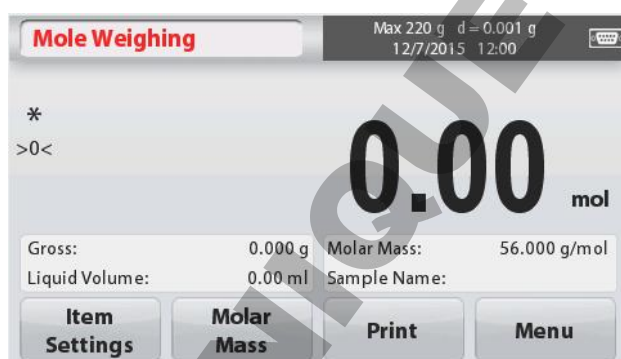 Mole Weighing
Max 220 g d = 0.001 g
12/7/2015 12:00
*
>0<
0.00 mol
Gross: 0.000 g
Liquid Volume: 0.00 ml
Molar Mass: 56.000 g/mol
Sample Name:
Item Settings
Molar Mass
Print
Menu